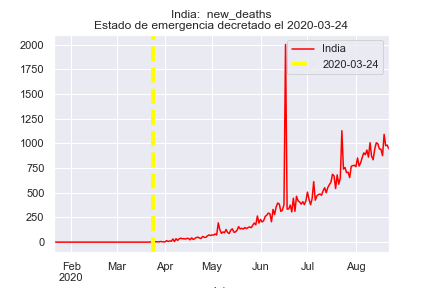 India:  new_deaths
Estado de emergencia decretado el 2020-03-24
India
2020-03-24
2000
1750
1500
1250
1000
750
500
250
0
Feb Mar Apr May Jun Jul Aug
2020